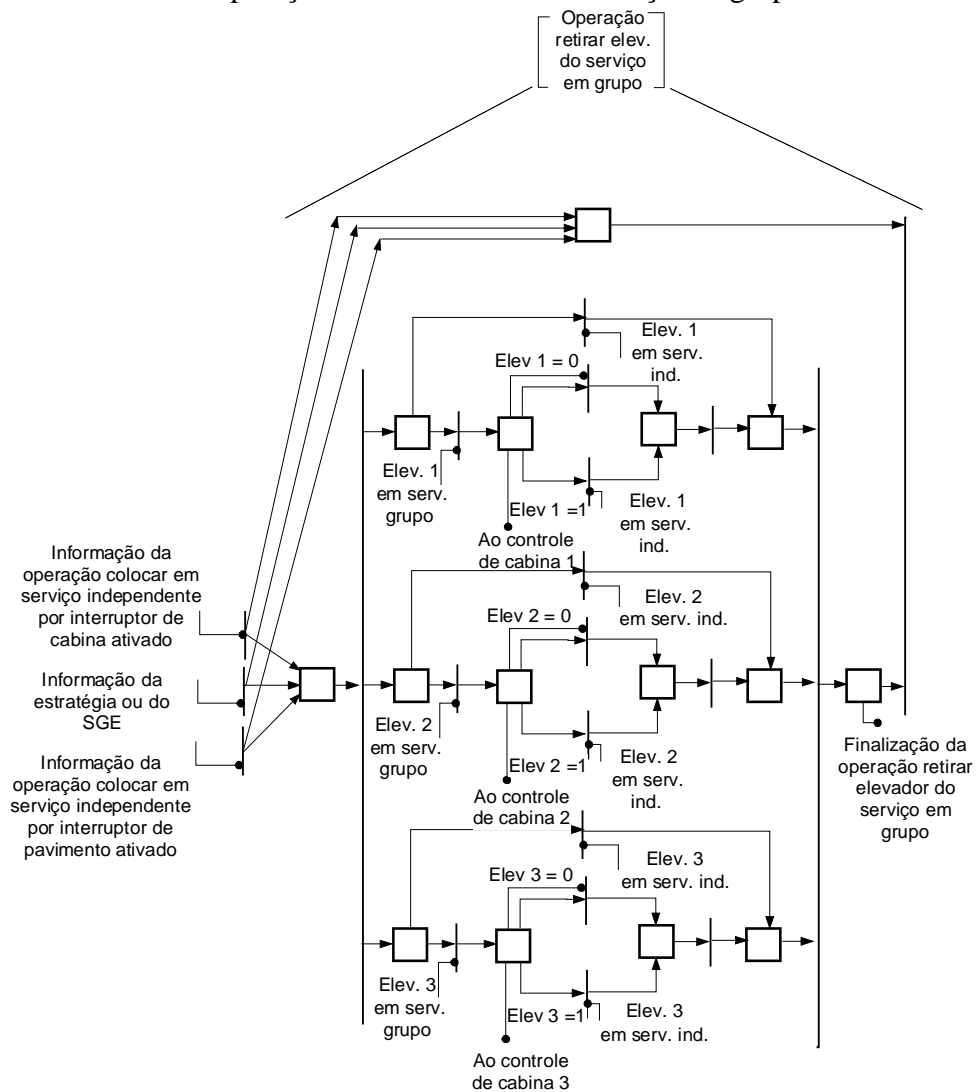 Operação
retirar elev.
do serviço
em grupo
Elev. 1
em serv.
ind.
Elev 1 = 0
Elev. 1
em serv.
grupo
Elev 1 =1
Elev. 1
em serv.
ind.
Ao controle
de cabina 1
Informação da
operação colocar em
serviço independente
por interruptor de
cabina ativado
Elev. 2
em serv. ind.
Elev 2 = 0
Informação da
estratégia ou do
SGE
Elev. 2
em serv.
grupo
Elev 2 =1
Elev. 2
em serv.
ind.
Ao controle
de cabina 2
Informação da
operação colocar em
serviço independente
por interruptor de
pavimento ativado
Finalização da
operação retirar
elevador do
serviço em
grupo
Elev. 3
em serv. ind.
Elev 3 = 0
Elev. 3
em serv.
grupo
Elev 3 =1
Elev. 3
em serv. ind.
Ao controle
de cabina 3